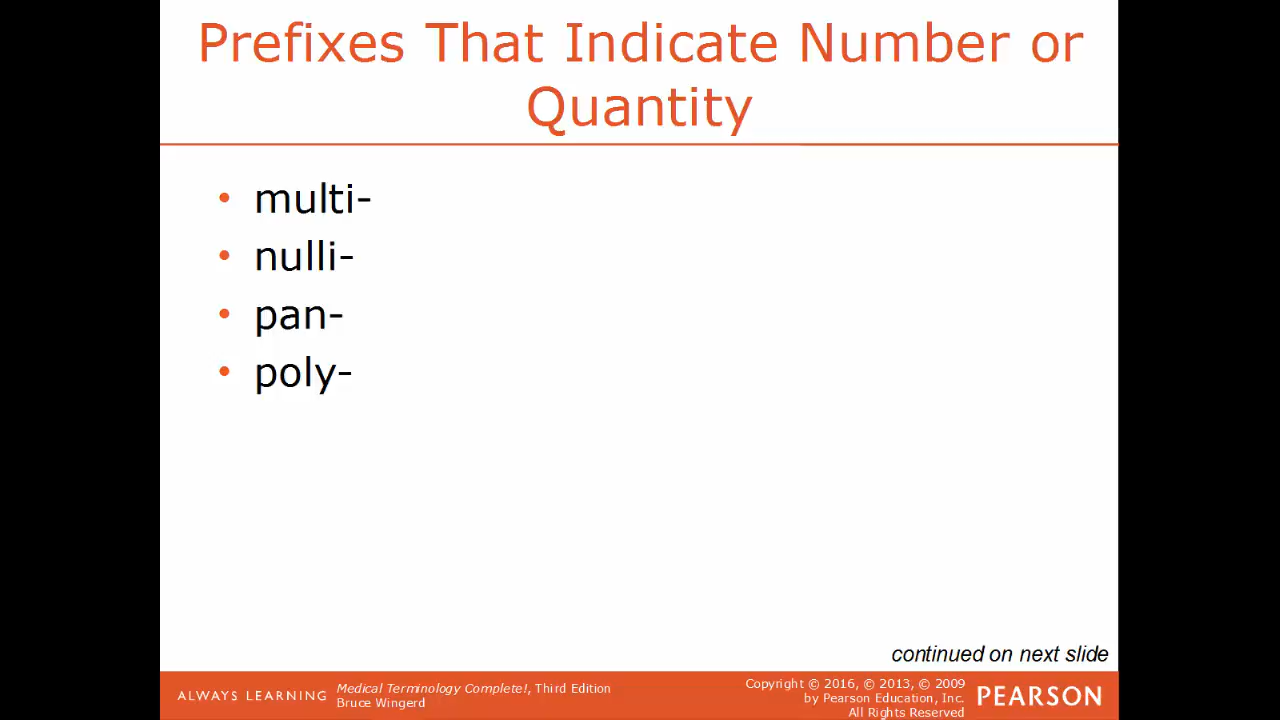 Prefixes That Indicate Number or
Quantity
• multi-
• nulli-
• pan-
• poly-
continued on next slide
ALWAYS LEARNING
Medical Terminology Complete!, Third Edition
Bruce Wingerd
Copyright © 2016, © 2013, © 2009
by Pearson Education, Inc.
All Rights Reserved
PEARSON